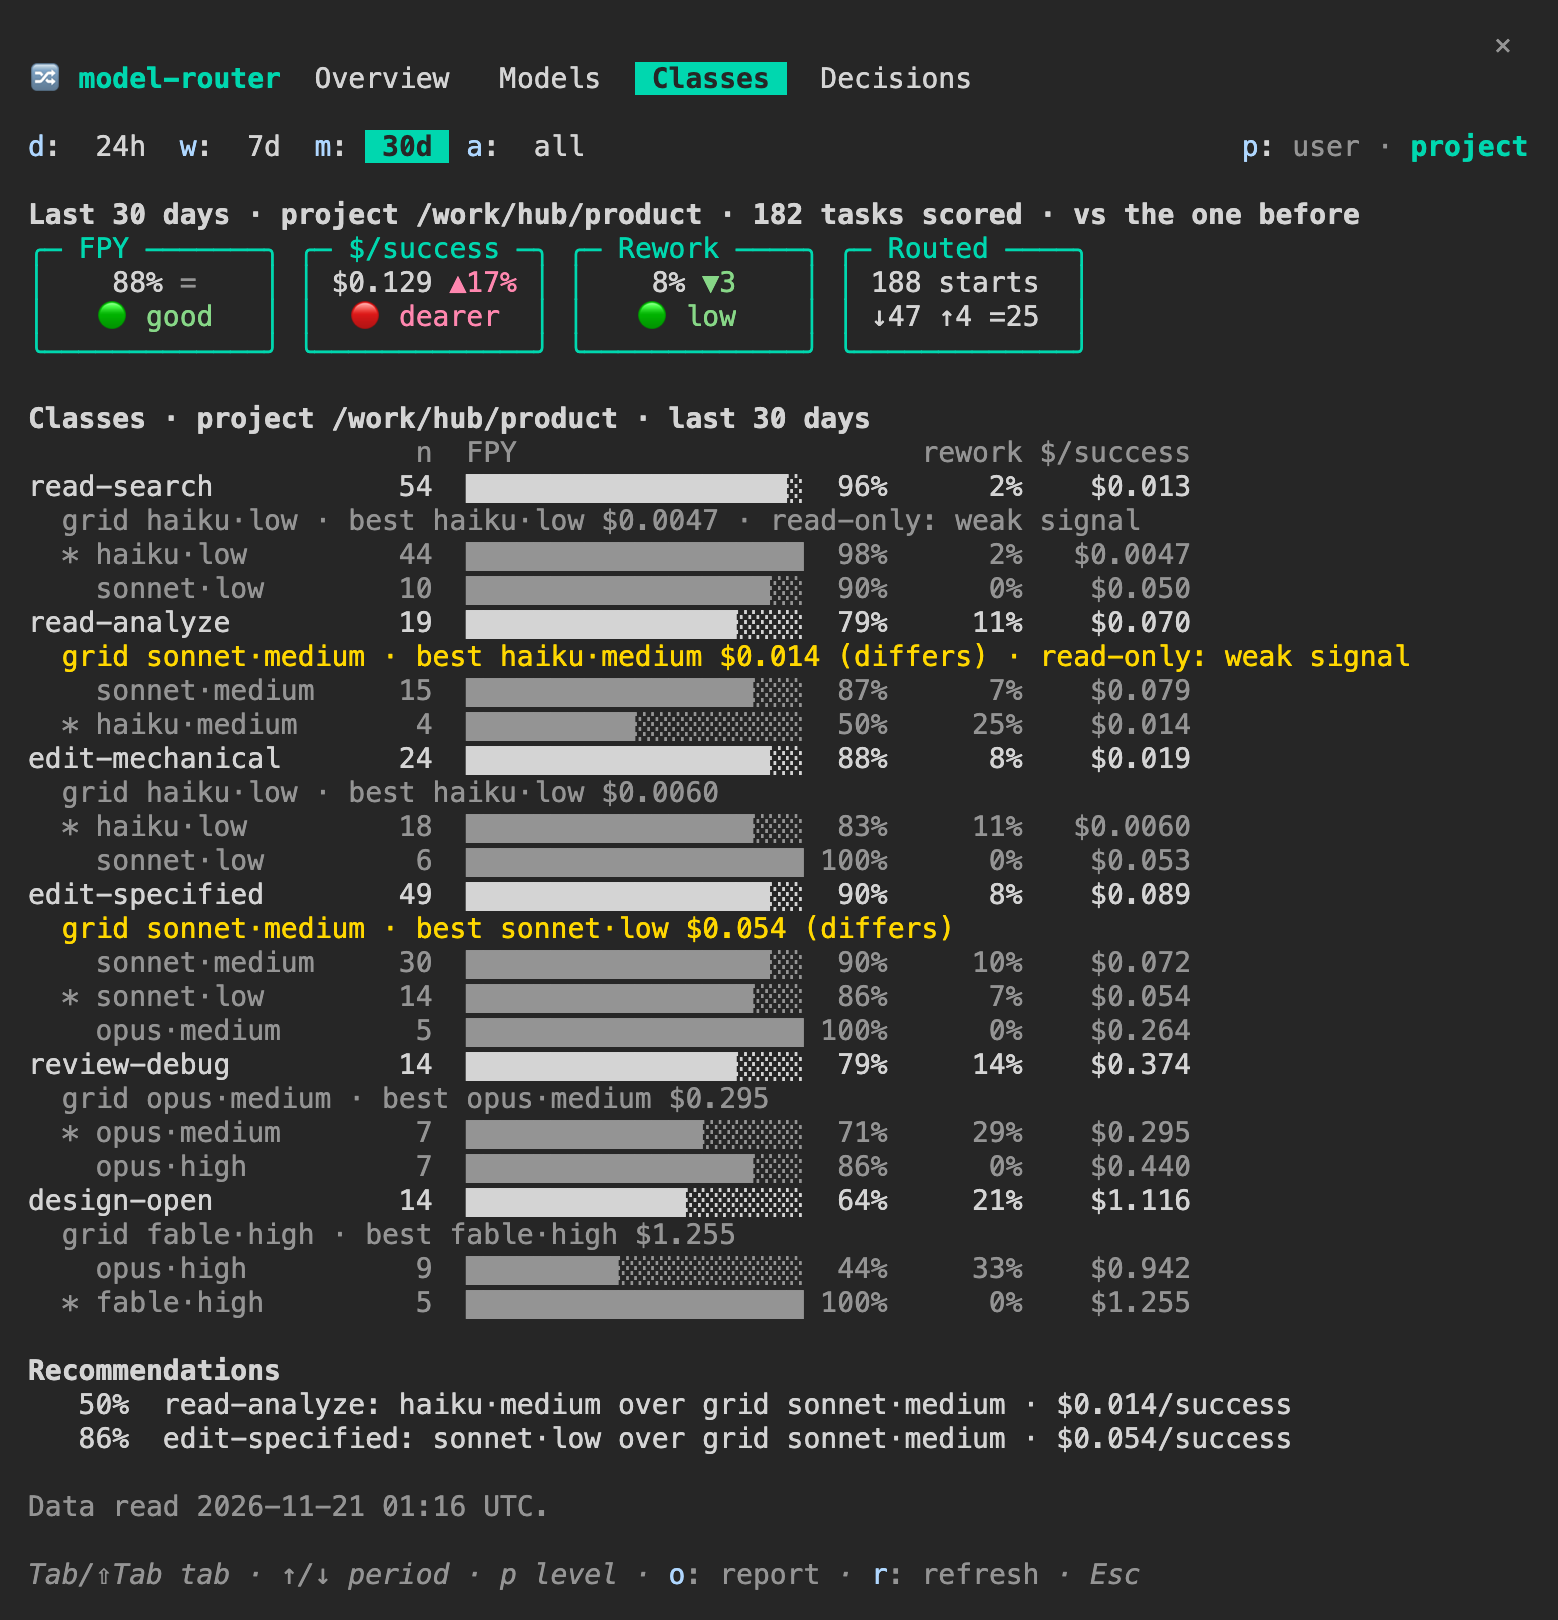 ×
🔀 model-router Overview Models Classes Decisions
d: 24h w: 7d m: 30d a: all p: user · project
Last 30 days · project /work/hub/product · 182 tasks scored · vs the one before
FPY $/success Rework Routed
88% = $0.129 ▲17% 8% ▼3 188 starts
good dearer low ↓47 ↑4 =25
Classes · project /work/hub/product · last 30 days
n FPY rework $/success
read-search 54 96% 2% $0.013
grid haiku·low · best haiku·low $0.0047 · read-only: weak signal
* haiku·low 44 98% 2% $0.0047
sonnet·low 10 90% 0% $0.050
read-analyze 19 79% 11% $0.070
grid sonnet·medium · best haiku·medium $0.014 (differs) · read-only: weak signal
sonnet·medium 15 87% 7% $0.079
* haiku·medium 4 50% 25% $0.014
edit-mechanical 24 88% 8% $0.019
grid haiku·low · best haiku·low $0.0060
* haiku·low 18 83% 11% $0.0060
sonnet·low 6 100% 0% $0.053
edit-specified 49 90% 8% $0.089
grid sonnet·medium · best sonnet·low $0.054 (differs)
sonnet·medium 30 90% 10% $0.072
* sonnet·low 14 86% 7% $0.054
opus·medium 5 100% 0% $0.264
review-debug 14 79% 14% $0.374
grid opus·medium · best opus·medium $0.295
* opus·medium 7 71% 29% $0.295
opus·high 7 86% 0% $0.440
design-open 14 64% 21% $1.116
grid fable·high · best fable·high $1.255
opus·high 9 44% 33% $0.942
* fable·high 5 100% 0% $1.255
Recommendations
50% read-analyze: haiku·medium over grid sonnet·medium · $0.014/success
86% edit-specified: sonnet·low over grid sonnet·medium · $0.054/success
Data read 2026-11-21 01:16 UTC.
Tab/⇧Tab tab · ↑/↓ period · p level · o: report · r: refresh · Esc